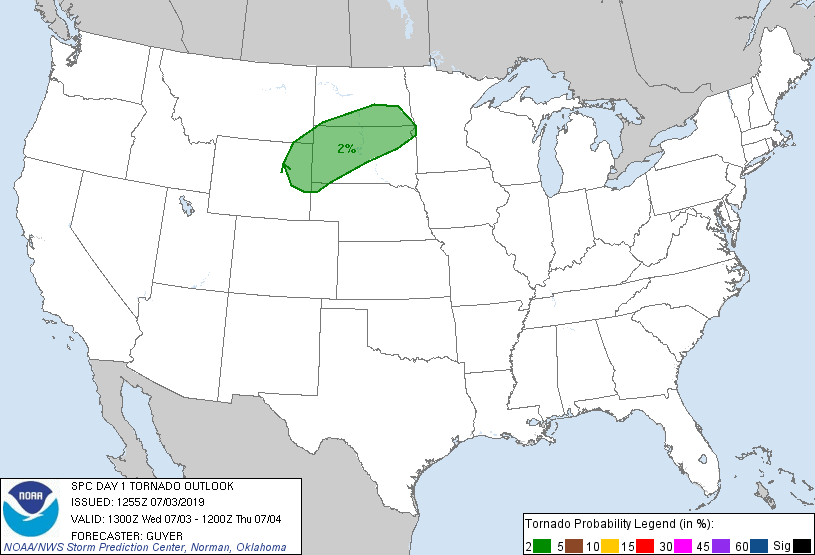 2%
SPC DAY 1 TORNADO OUTLOOK
ISSUED: 1255Z 07/03/2019
VALID: 1300Z Wed 07/03 - 1200Z Thu 07/04
FORECASTER: GUYER
NOAA/NWS Storm Prediction Center, Norman, Oklahoma
NOAA
Tornado Probability Legend (in %):
2 5 10 15 30 45 60 Sig